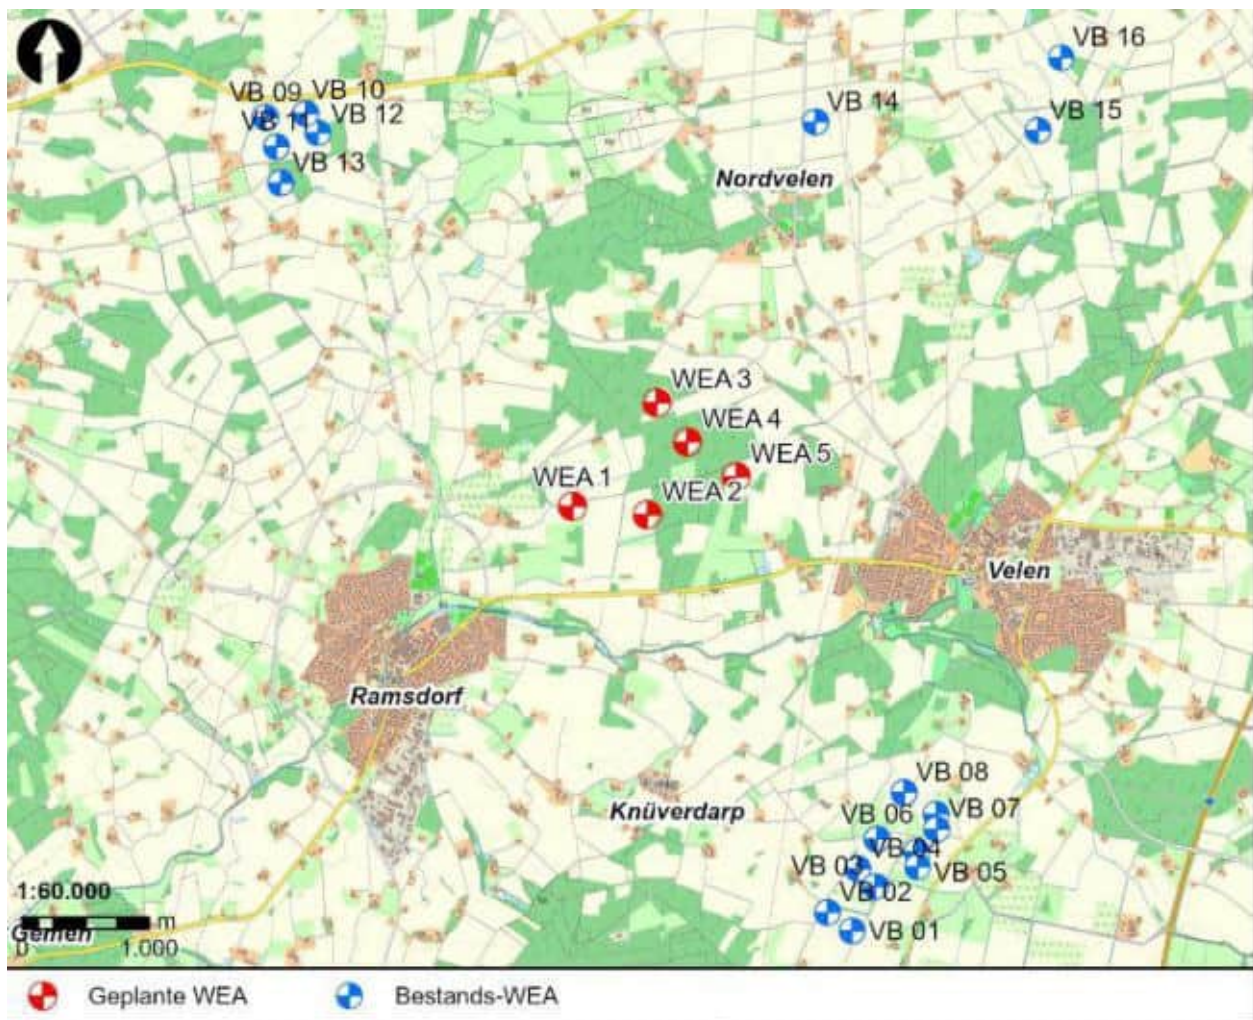 VB 16
VB 09
VB 10
VB 14
VB 15
VB 11
VB 12
VB 13
Nordvelen
WEA 3
WEA 4
WEA 5
WEA 1
WEA 2
Velen
Ramsdorf
VB 08
Knüverdarp
VB 06
VB 07
VB 04
VB 03
VB 05
VB 02
VB 01
1:60.000
m
Gemen
0
1.000
Geplante WEA
Bestands-WEA